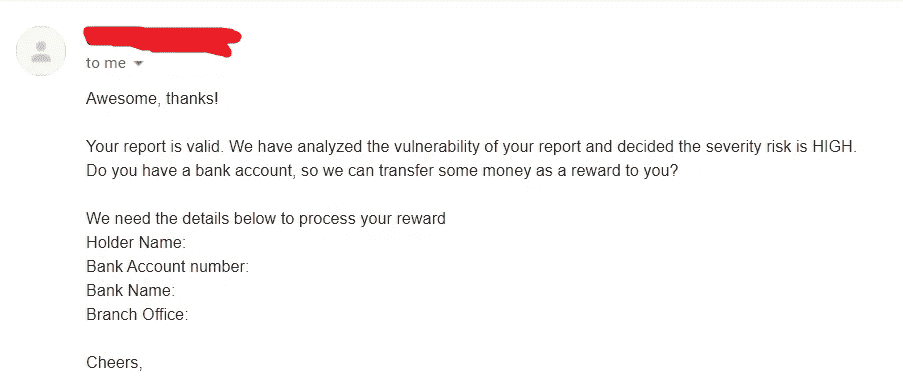 to me
Awesome, thanks!
Your report is valid. We have analyzed the vulnerability of your report and decided the severity risk is HIGH.
Do you have a bank account, so we can transfer some money as a reward to you?
We need the details below to process your reward
Holder Name:
Bank Account number:
Bank Name:
Branch Office:
Cheers,